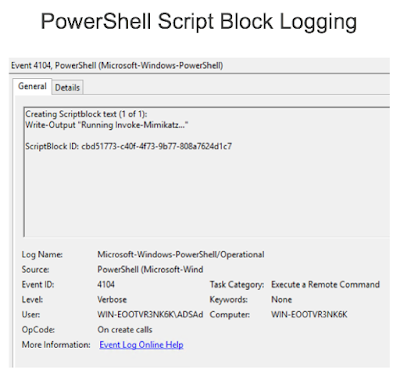 PowerShell Script Block Logging
Event 4104, PowerShell (Microsoft-Windows-PowerShell)
General Details
Creating Scriptblock text (1 of 1):
Write-Output "Running Invoke-Mimikatz..."
ScriptBlock ID: cbd51773-c40f-4f73-9b77-808a7624d1c7
Log Name: Microsoft-Windows-PowerShell/Operational
Source: PowerShell (Microsoft-Wind
Event ID: 4104 Task Category: Execute a Remote Command
Level: Verbose Keywords: None
User: WIN-EOOTVR3NK6K\ADSAd Computer: WIN-EOOTVR3NK6K
OpCode: On create calls
More Information: Event Log Online Help